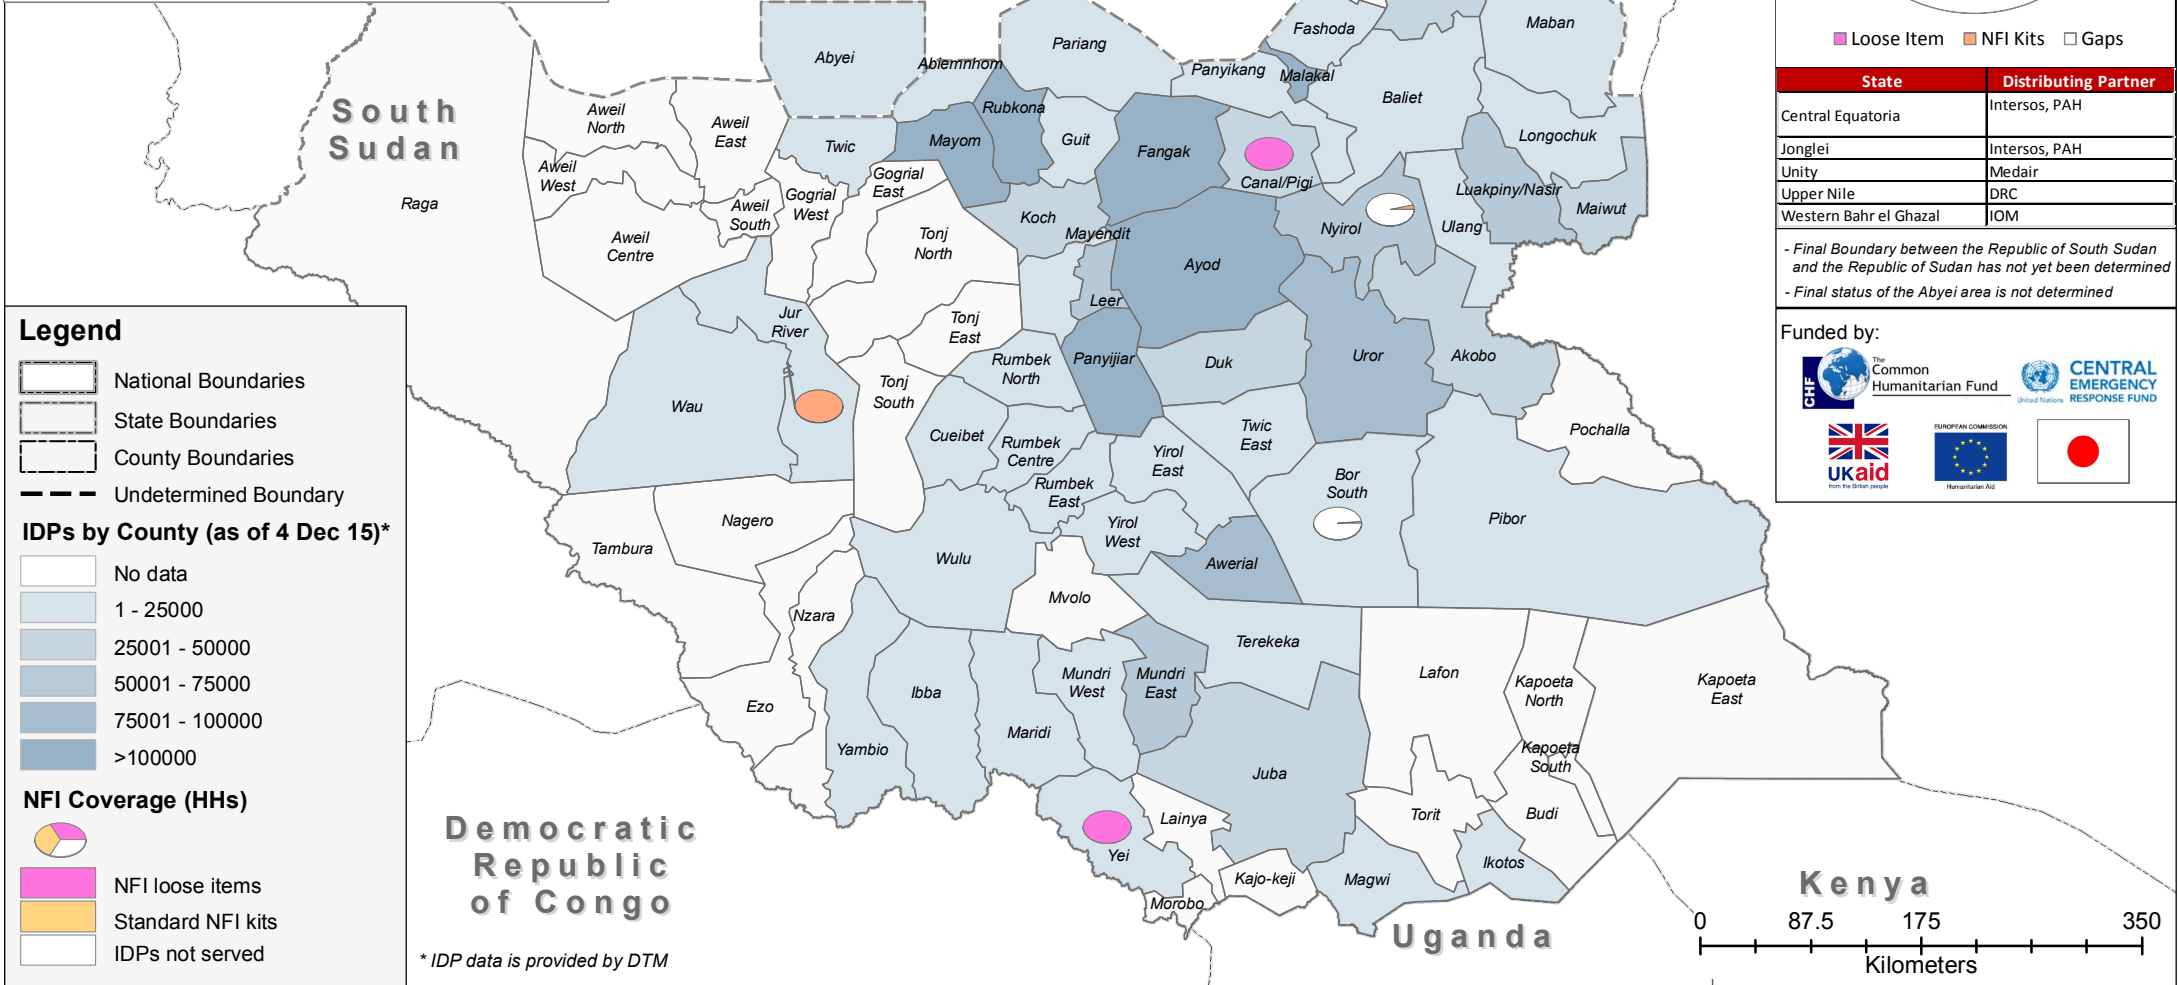 Fashoda
Maban
Pariang
Abyei
Abiemnhom
Panyikang
Malakal
Baliet
Rubkona
Aweil
North
Aweil
East
South
Sudan
Mayom
Guit
Fangak
Longochuk
Twic
Aweil
West
Gogrial
East
Canal/Pigi
Luakpiny/Nasir
Maiwut
Raga
Aweil
South
Gogrial
West
Koch
Mayendit
Nyirol
Ulang
Aweil
Centre
Tonj
North
Ayod
Leer
Jur
River
Tonj
East
Panyijiar
Duk
Uror
Akobo
Rumbek
North
Tonj
South
Wau
Cueibet
Rumbek
Centre
Twic
East
Pochalla
Yirol
East
Rumbek
East
Bor
South
Nagero
Yirol
West
Pibor
Tambura
Wulu
Awerial
Mvolo
Nzara
Terekeka
Ezo
Ibba
Mundri
West
Mundri
East
Lafon
Kapoeta
North
Kapoeta
East
Yambio
Maridi
Kapoeta
South
Juba
Lainya
Torit
Budi
Yei
Ikotos
Kajo-keji
Magwi
Morobo
Democratic
Republic
of Congo
Uganda
Kenya
* IDP data is provided by DTM
0 87.5 175 350
Kilometers
Legend
National Boundaries
State Boundaries
County Boundaries
Undetermined Boundary
IDPs by County (as of 4 Dec 15)*
No data
1 - 25000
25001 - 50000
50001 - 75000
75001 - 100000
>100000
NFI Coverage (HHs)
NFI loose items
Standard NFI kits
IDPs not served
Loose Item NFI Kits Gaps
State Distributing Partner
Central Equatoria Intersos, PAH
Jonglei Intersos, PAH
Unity Medair
Upper Nile DRC
Western Bahr el Ghazal IOM
- Final Boundary between the Republic of South Sudan
and the Republic of Sudan has not yet been determined
- Final status of the Abyei area is not determined
Funded by:
CHF
The
Common
Humanitarian Fund
United Nations
CENTRAL
EMERGENCY
RESPONSE FUND
UKaid
from the British people
EUROPEAN COMMISSION
Humanitarian Aid